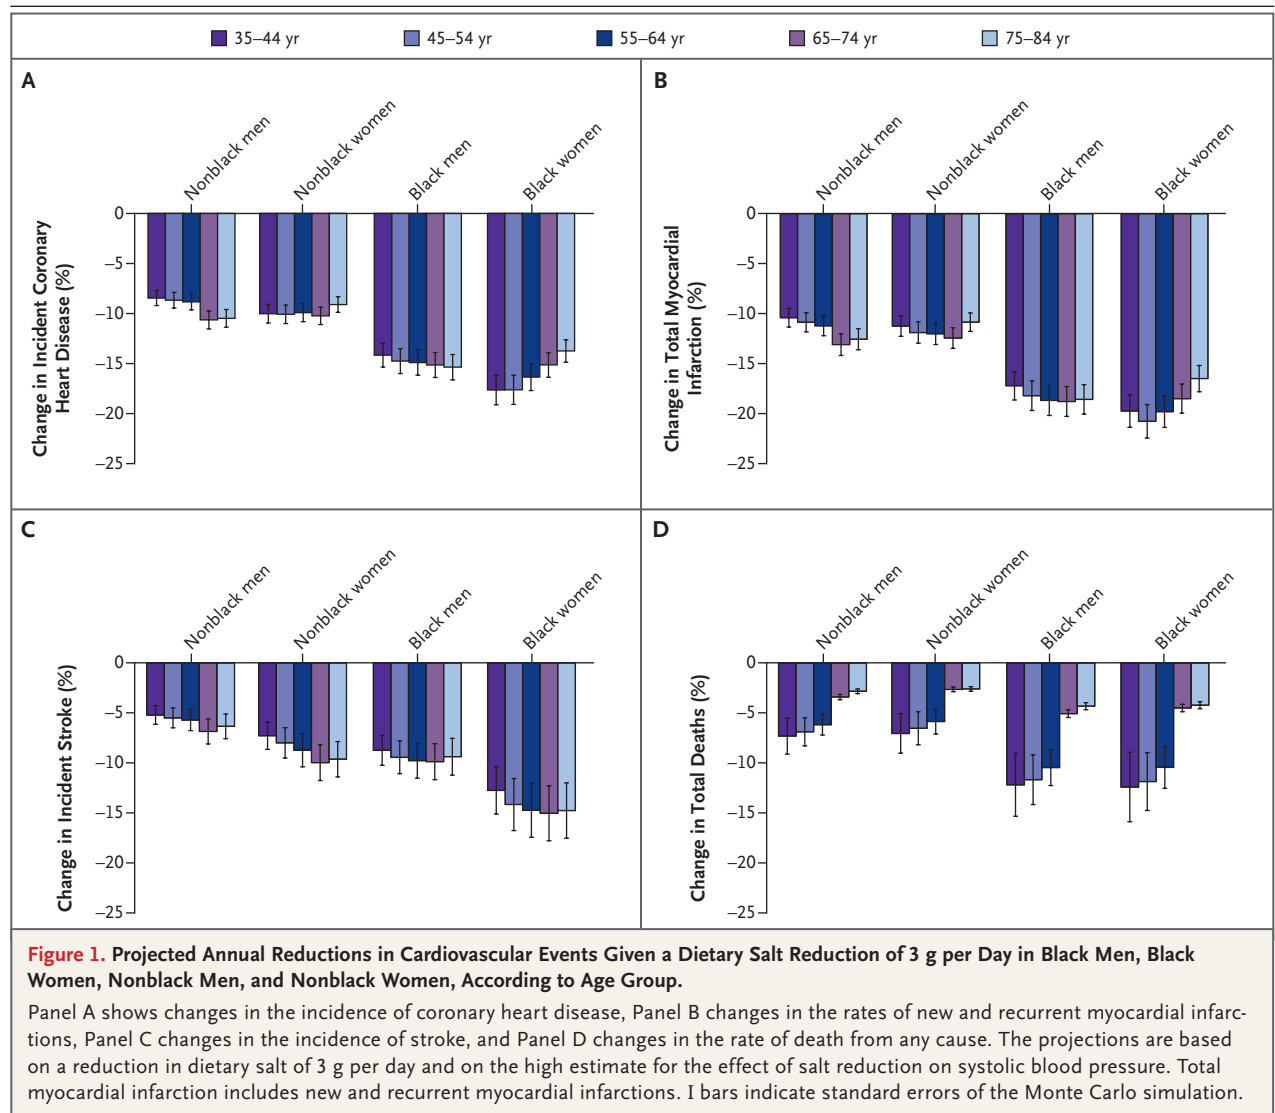 35–44 yr 45–54 yr 55–64 yr 65–74 yr 75–84 yr
A
Nonblack men
Nonblack women
Black men
Black women
Change in Incident Coronary
Heart Disease (%)
0
–5
–10
–15
–20
–25
B
Nonblack men
Nonblack women
Black men
Black women
Change in Total Myocardial
Infarction (%)
0
–5
–10
–15
–20
–25
C
Nonblack men
Nonblack women
Black men
Black women
Change in Incident Stroke (%)
0
–5
–10
–15
–20
–25
D
Nonblack men
Nonblack women
Black men
Black women
Change in Total Deaths (%)
0
–5
–10
–15
–20
–25
Figure 1. Projected Annual Reductions in Cardiovascular Events Given a Dietary Salt Reduction of 3 g per Day in Black Men, Black
Women, Nonblack Men, and Nonblack Women, According to Age Group.
Panel A shows changes in the incidence of coronary heart disease, Panel B changes in the rates of new and recurrent myocardial infarc-
tions, Panel C changes in the incidence of stroke, and Panel D changes in the rate of death from any cause. The projections are based
on a reduction in dietary salt of 3 g per day and on the high estimate for the effect of salt reduction on systolic blood pressure. Total
myocardial infarction includes new and recurrent myocardial infarctions. I bars indicate standard errors of the Monte Carlo simulation.